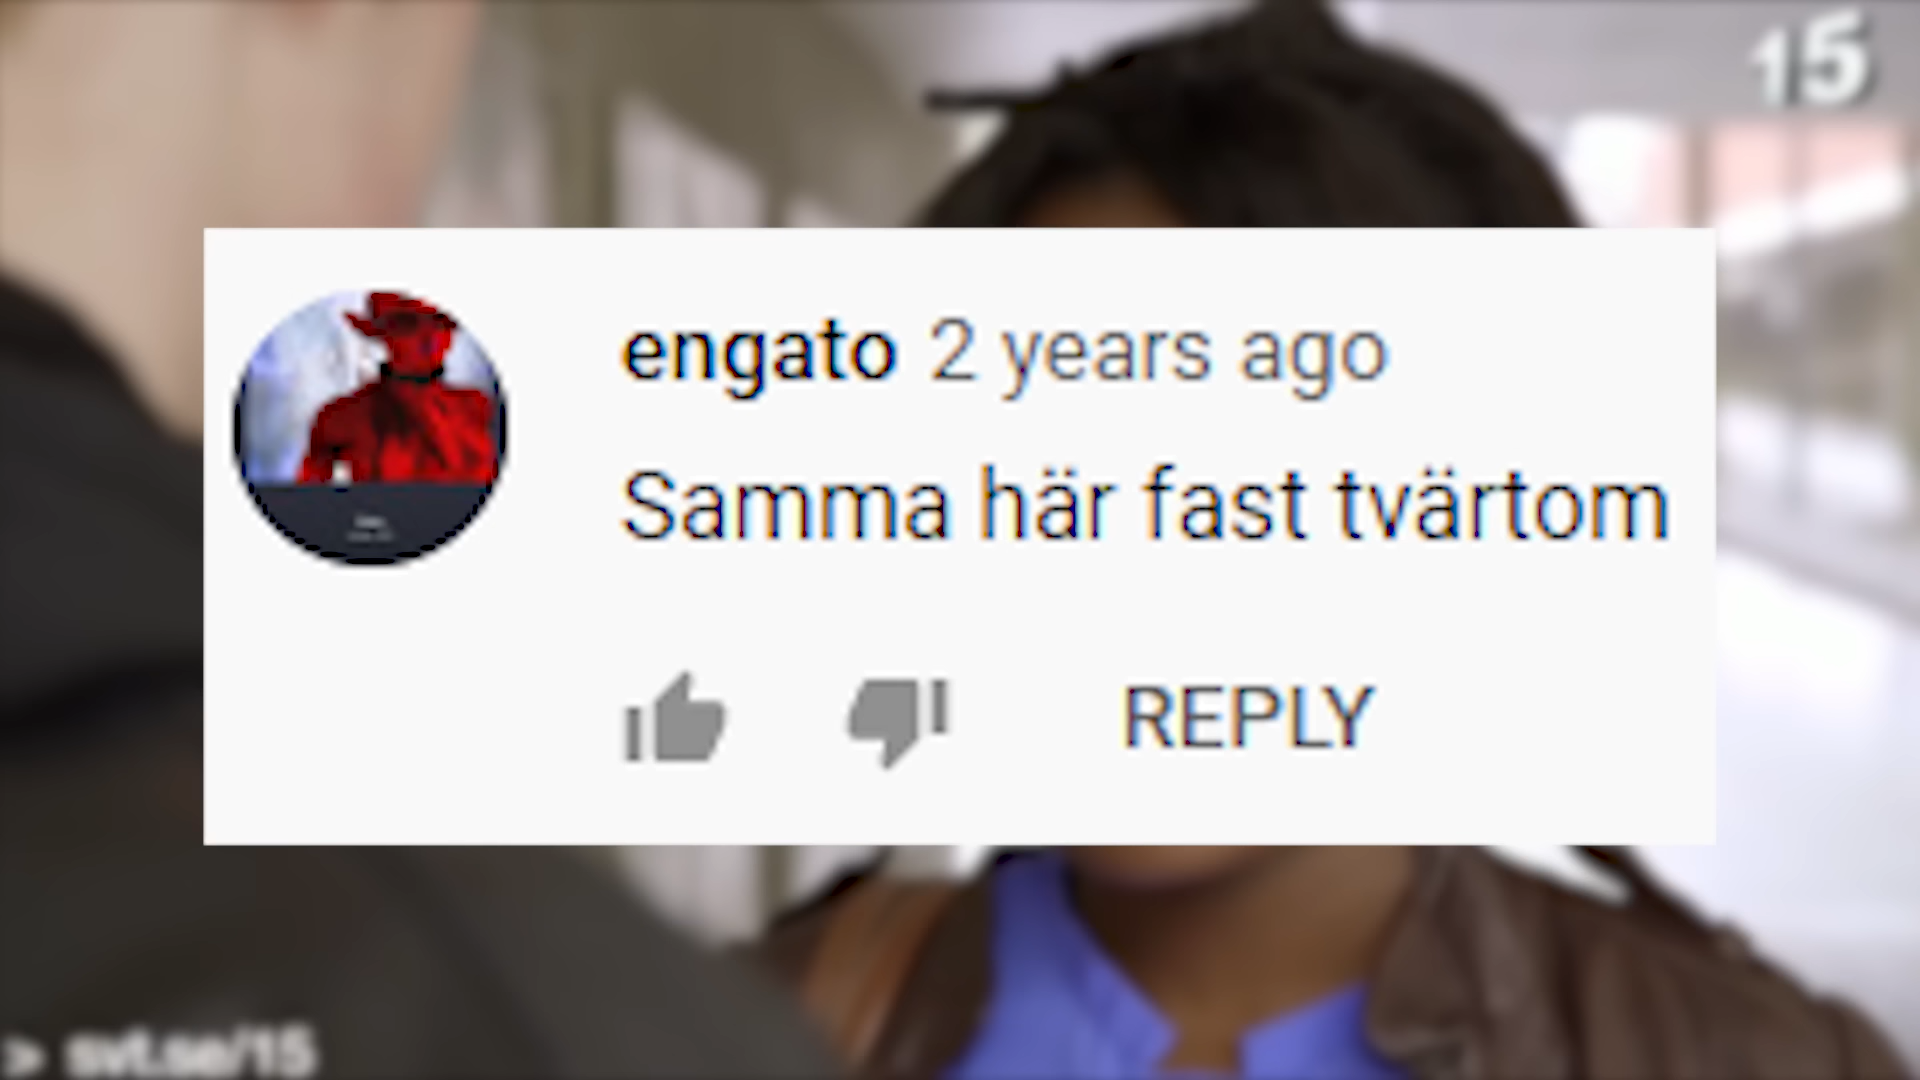 15
engato 2 years ago
Samma här fast tvärtom
REPLY
> svt.se/15